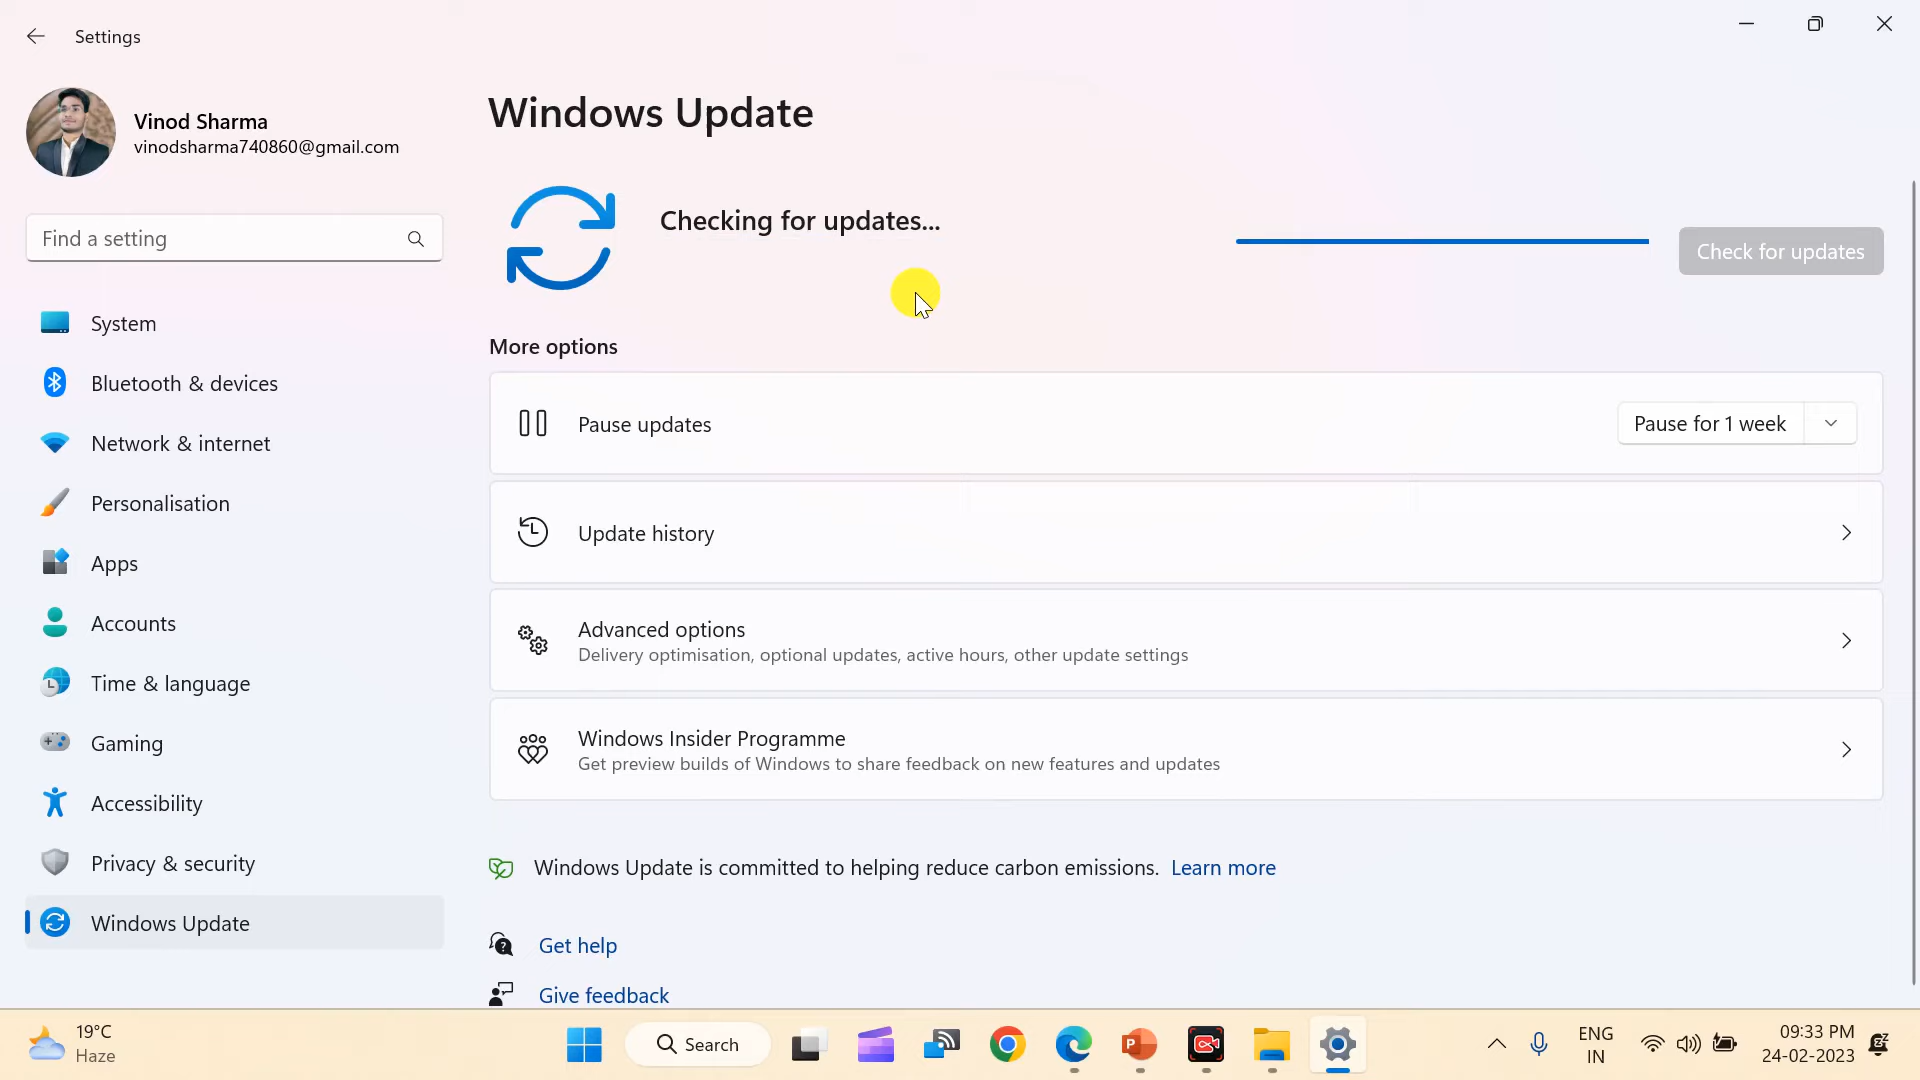 Settings
Vinod Sharma
vinodsharma740860@gmail.com
Find a setting
System
Bluetooth & devices
Network & internet
Personalisation
Apps
Accounts
Time & language
Gaming
Accessibility
Privacy & security
Windows Update
Windows Update
Checking for updates...
Check for updates
More options
Pause updates
Pause for 1 week
Update history
Advanced options
Delivery optimisation, optional updates, active hours, other update settings
Windows Insider Programme
Get preview builds of Windows to share feedback on new features and updates
Windows Update is committed to helping reduce carbon emissions. Learn more
Get help
Give feedback
19°C
Haze
Search
P
ENG
IN
09:33 PM
24-02-2023